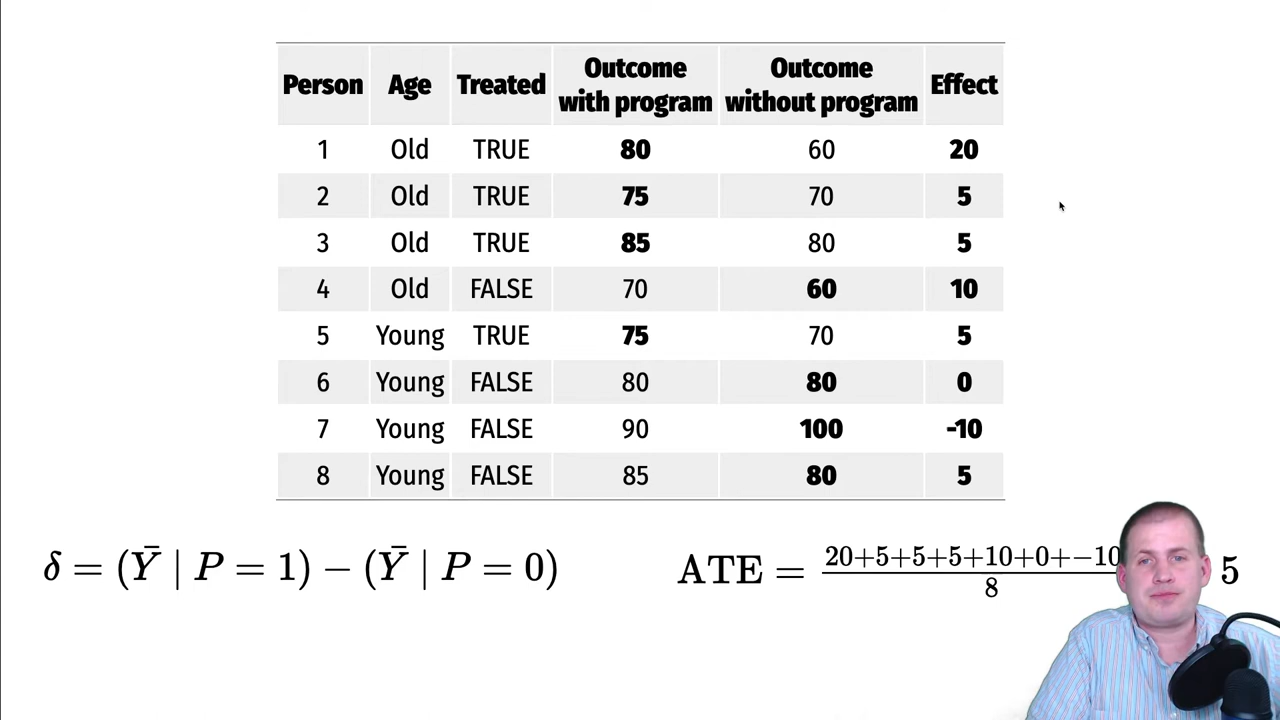 Person Age Treated Outcome with program Outcome without program Effect
1 Old TRUE 80 60 20
2 Old TRUE 75 70 5
3 Old TRUE 85 80 5
4 Old FALSE 70 60 10
5 Young TRUE 75 70 5
6 Young FALSE 80 80 0
7 Young FALSE 90 100 -10
8 Young FALSE 85 80 5
δ = (Ȳ | P = 1) − (Ȳ | P = 0)
ATE = 20+5+5+5+10+0+−10
8
5